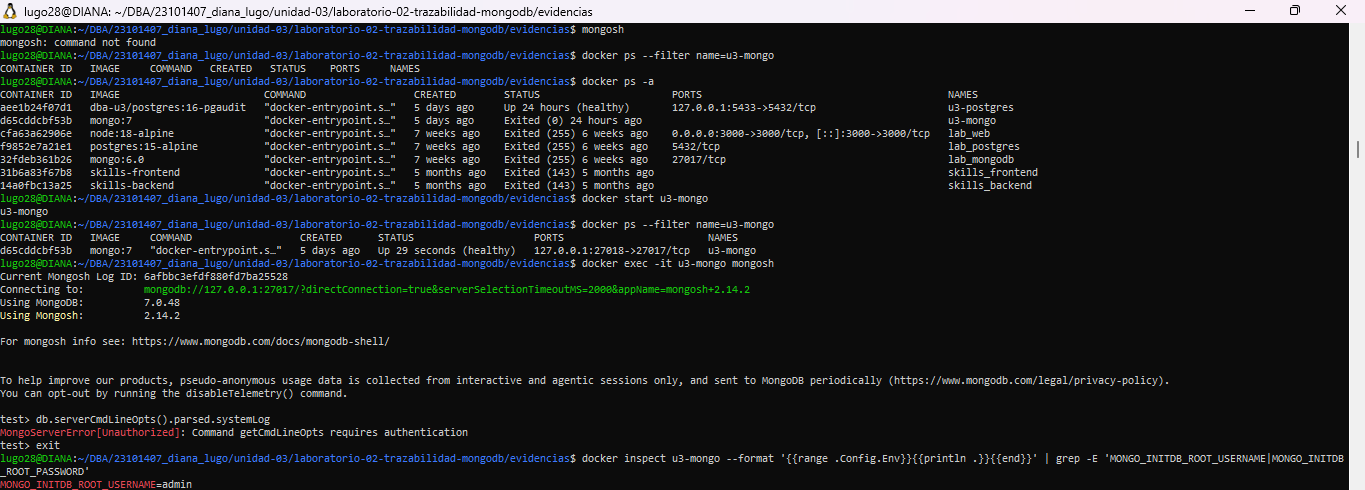 lugo28@DIANA: ~/DBA/23101407_diana_lugo/unidad-03/laboratorio-02-trazabilidad-mongodb/evidencias
lugo28@DIANA:~/DBA/23101407_diana_lugo/unidad-03/laboratorio-02-trazabilidad-mongodb/evidencias$ mongosh
mongosh: command not found
lugo28@DIANA:~/DBA/23101407_diana_lugo/unidad-03/laboratorio-02-trazabilidad-mongodb/evidencias$ docker ps --filter name=u3-mongo
CONTAINER ID   IMAGE     COMMAND   CREATED   STATUS    PORTS     NAMES
lugo28@DIANA:~/DBA/23101407_diana_lugo/unidad-03/laboratorio-02-trazabilidad-mongodb/evidencias$ docker ps -a
CONTAINER ID   IMAGE                       COMMAND                  CREATED        STATUS                     PORTS                                         NAMES
aee1b24f07d1   dba-u3/postgres:16-pgaudit   "docker-entrypoint.s…"   5 days ago     Up 24 hours (healthy)      127.0.0.1:5433->5432/tcp                      u3-postgres
d65cddcbf53b   mongo:7                     "docker-entrypoint.s…"   5 days ago     Exited (0) 24 hours ago                                                  u3-mongo
cfa63a62906e   node:18-alpine              "docker-entrypoint.s…"   7 weeks ago    Exited (255) 6 weeks ago   0.0.0.0:3000->3000/tcp, [::]:3000->3000/tcp   lab_web
f9852e7a21e1   postgres:15-alpine          "docker-entrypoint.s…"   7 weeks ago    Exited (255) 6 weeks ago   5432/tcp                                      lab_postgres
32fdeb361b26   mongo:6.0                   "docker-entrypoint.s…"   7 weeks ago    Exited (255) 6 weeks ago   27017/tcp                                     lab_mongodb
31b6a83f67b8   skills-frontend             "docker-entrypoint.s…"   5 months ago   Exited (143) 5 months ago                                                skills_frontend
14a0fbc13a25   skills-backend              "docker-entrypoint.s…"   5 months ago   Exited (143) 5 months ago                                                skills_backend
lugo28@DIANA:~/DBA/23101407_diana_lugo/unidad-03/laboratorio-02-trazabilidad-mongodb/evidencias$ docker start u3-mongo
u3-mongo
lugo28@DIANA:~/DBA/23101407_diana_lugo/unidad-03/laboratorio-02-trazabilidad-mongodb/evidencias$ docker ps --filter name=u3-mongo
CONTAINER ID   IMAGE     COMMAND                  CREATED      STATUS                    PORTS                        NAMES
d65cddcbf53b   mongo:7   "docker-entrypoint.s…"   5 days ago   Up 29 seconds (healthy)   127.0.0.1:27018->27017/tcp   u3-mongo
lugo28@DIANA:~/DBA/23101407_diana_lugo/unidad-03/laboratorio-02-trazabilidad-mongodb/evidencias$ docker exec -it u3-mongo mongosh
Current Mongosh Log ID: 6afbbc3efdf880fd7ba25528
Connecting to:          mongodb://127.0.0.1:27017/?directConnection=true&serverSelectionTimeoutMS=2000&appName=mongosh+2.14.2
Using MongoDB:          7.0.48
Using Mongosh:          2.14.2
For mongosh info see: https://www.mongodb.com/docs/mongodb-shell/
To help improve our products, pseudo-anonymous usage data is collected from interactive and agentic sessions only, and sent to MongoDB periodically (https://www.mongodb.com/legal/privacy-policy).
You can opt-out by running the disableTelemetry() command.
test> db.serverCmdLineOpts().parsed.systemLog
MongoServerError[Unauthorized]: Command getCmdLineOpts requires authentication
test> exit
lugo28@DIANA:~/DBA/23101407_diana_lugo/unidad-03/laboratorio-02-trazabilidad-mongodb/evidencias$ docker inspect u3-mongo --format '{{range .Config.Env}}{{println .}}{{end}}' | grep -E 'MONGO_INITDB_ROOT_USERNAME|MONGO_INITDB
_ROOT_PASSWORD'
MONGO_INITDB_ROOT_USERNAME=admin